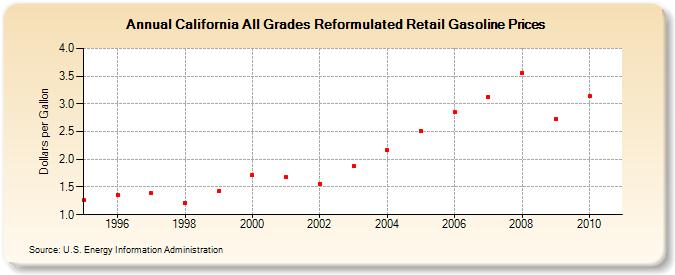 Annual California All Grades Reformulated Retail Gasoline Prices
Dollars per Gallon
4.0
3.5
3.0
2.5
2.0
1.5
1.0
1996 1998 2000 2002 2004 2006 2008 2010
Source: U.S. Energy Information Administration